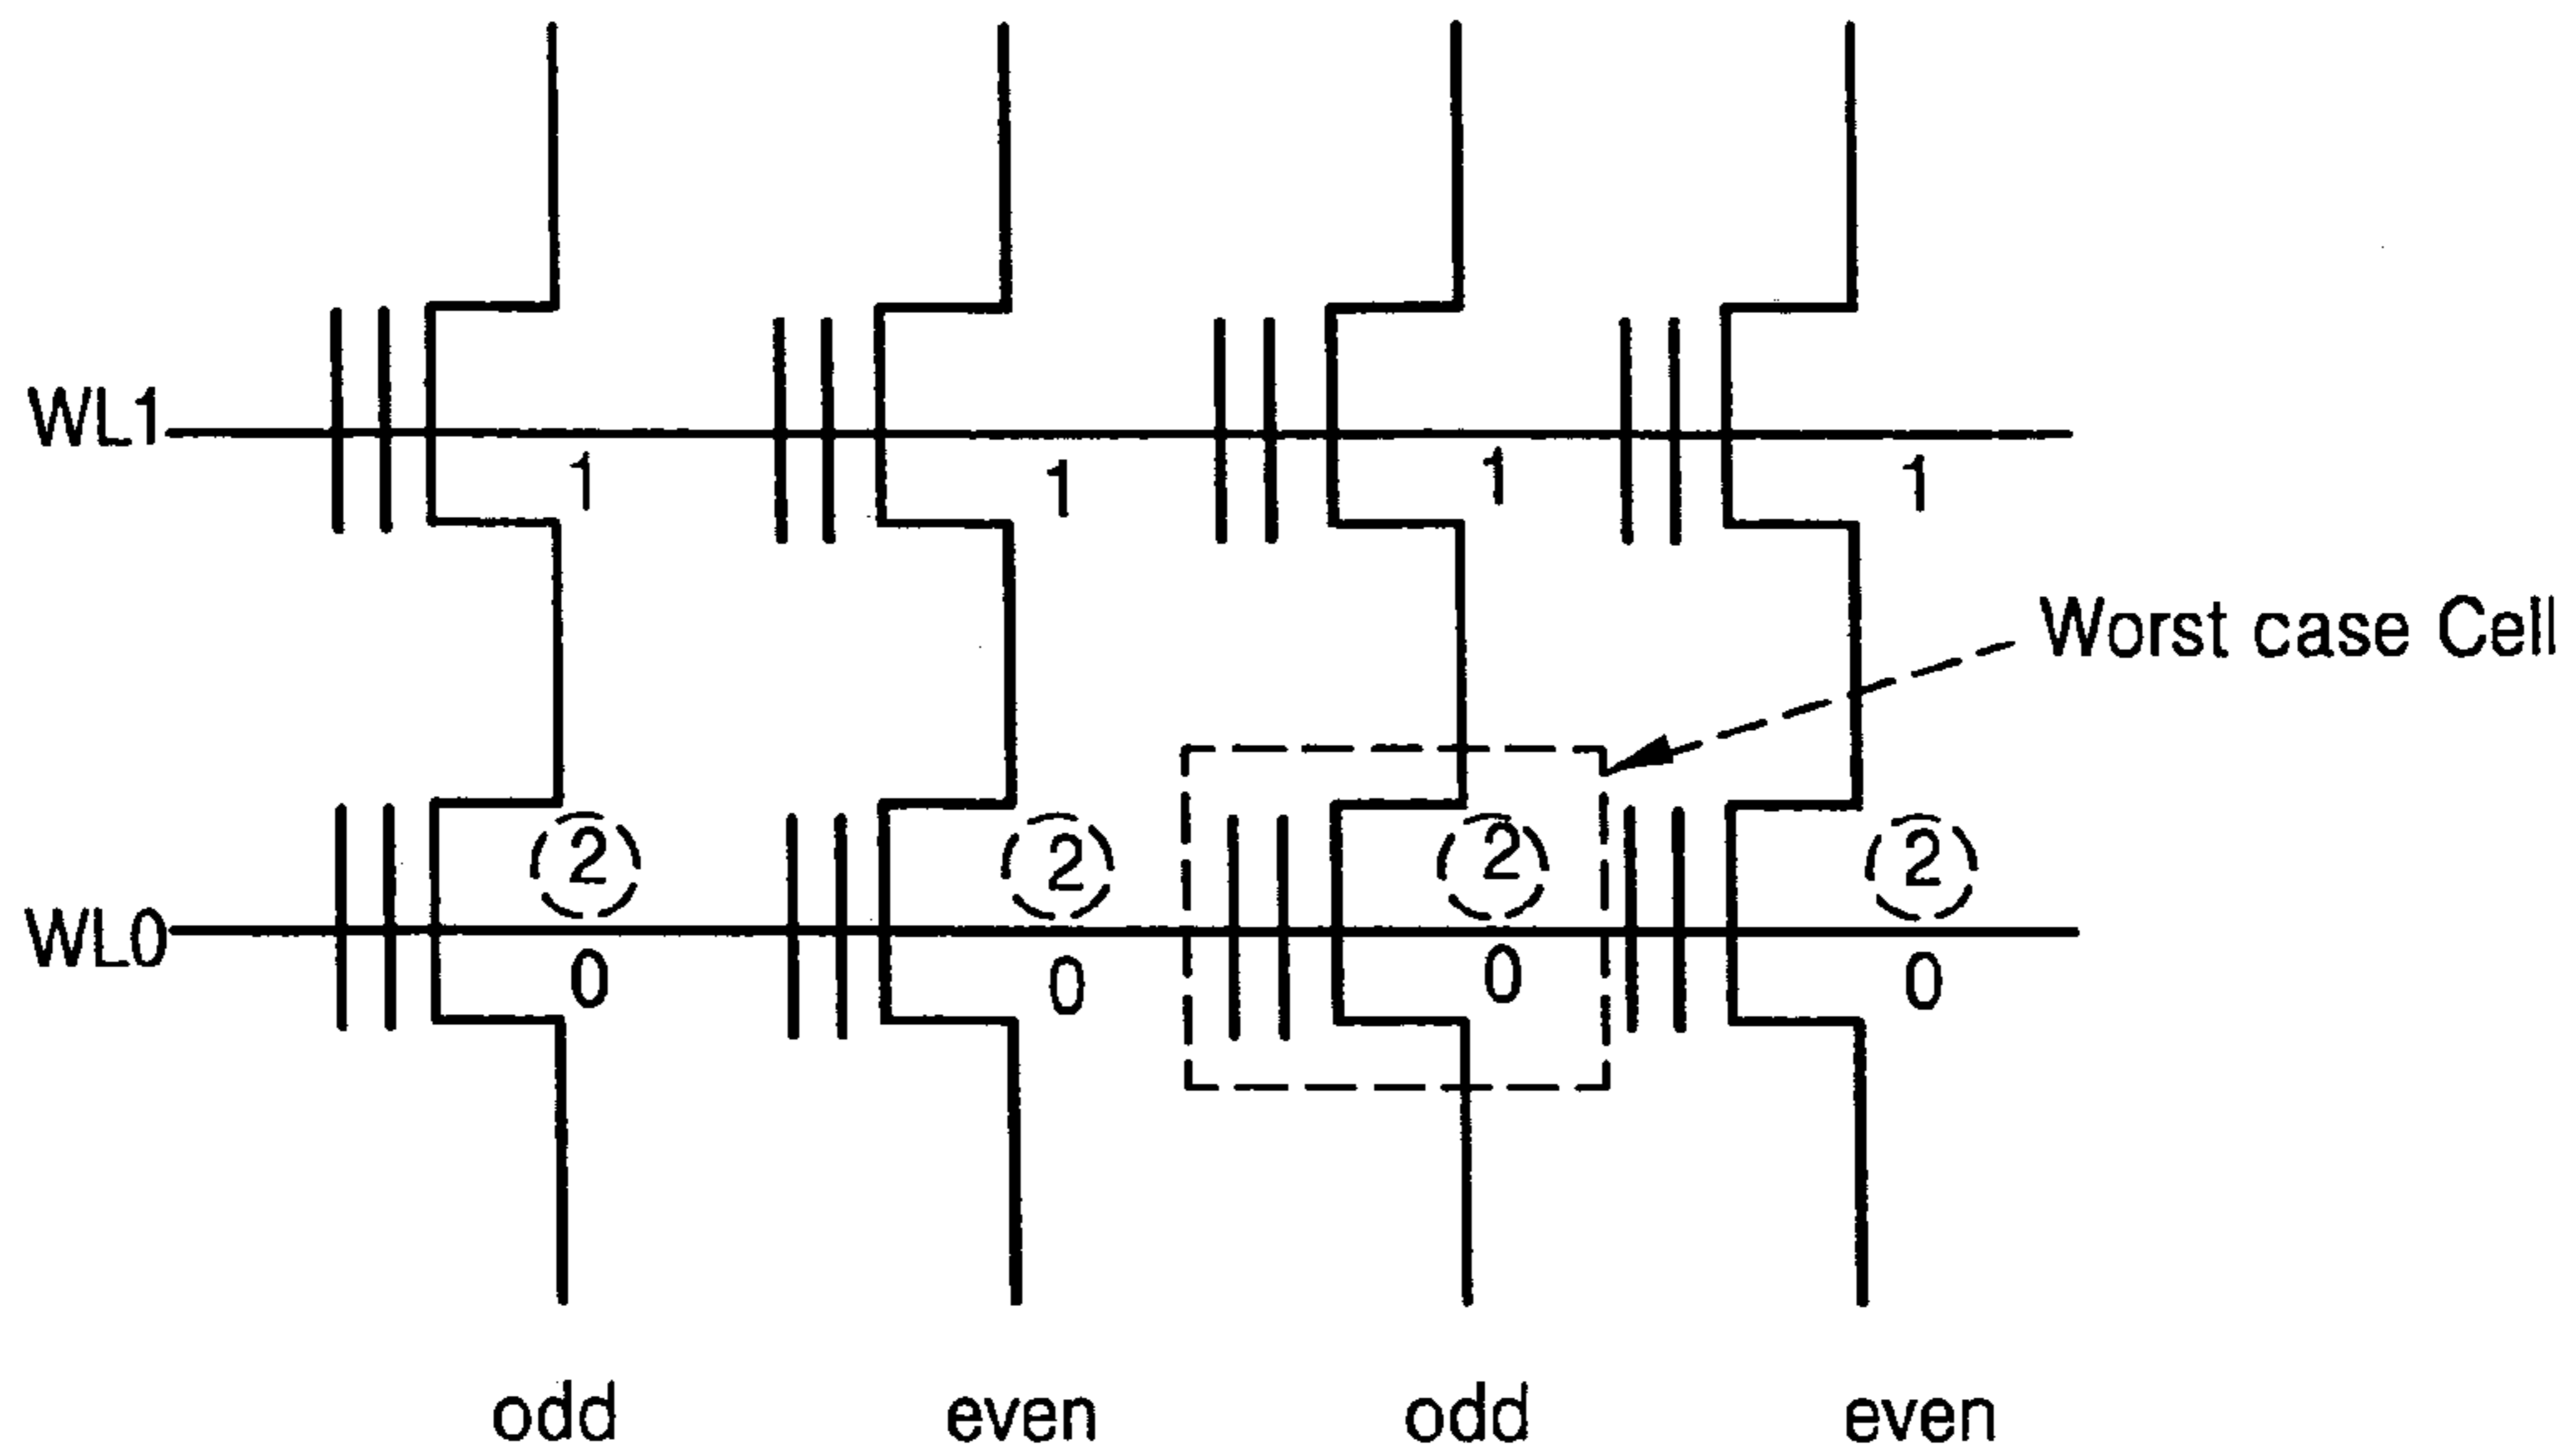 WL1
1 1 1 1
Worst case Cell
2 2 2 2
WL0
0 0 0 0
odd even odd even